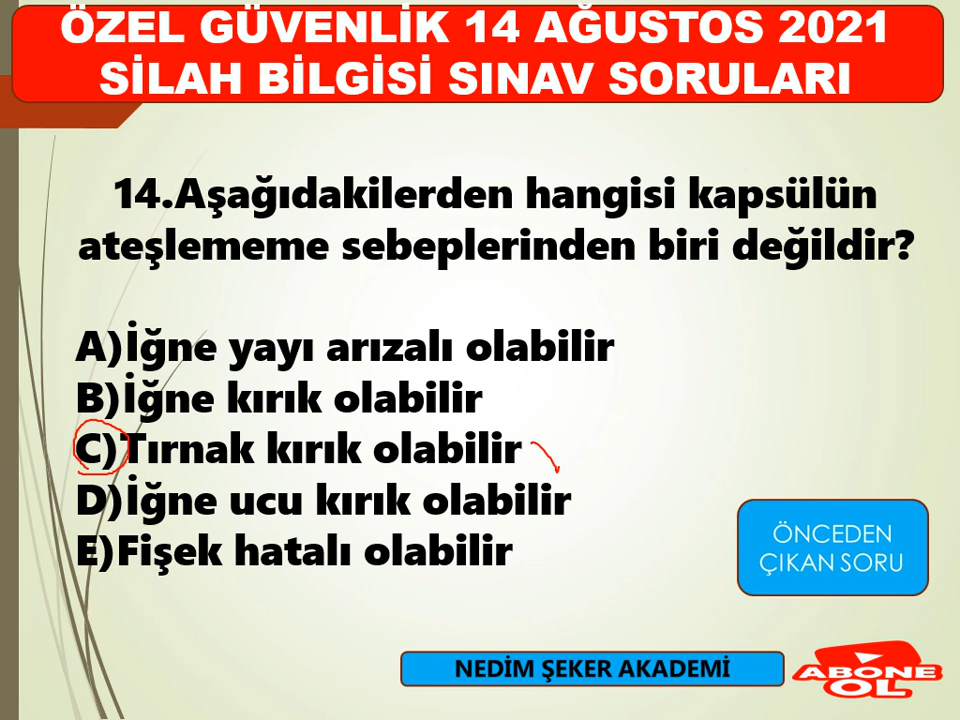 ÖZEL GÜVENLİK 14 AĞUSTOS 2021
SİLAH BİLGİSİ SINAV SORULARI
14.Aşağıdakilerden hangisi kapsülün
ateşlememe sebeplerinden biri değildir?
A)İğne yayı arızalı olabilir
B)İğne kırık olabilir
C)Tırnak kırık olabilir
D)İğne ucu kırık olabilir
E)Fişek hatalı olabilir
ÖNCEDEN
ÇIKAN SORU
NEDİM ŞEKER AKADEMİ
ABONE
OL